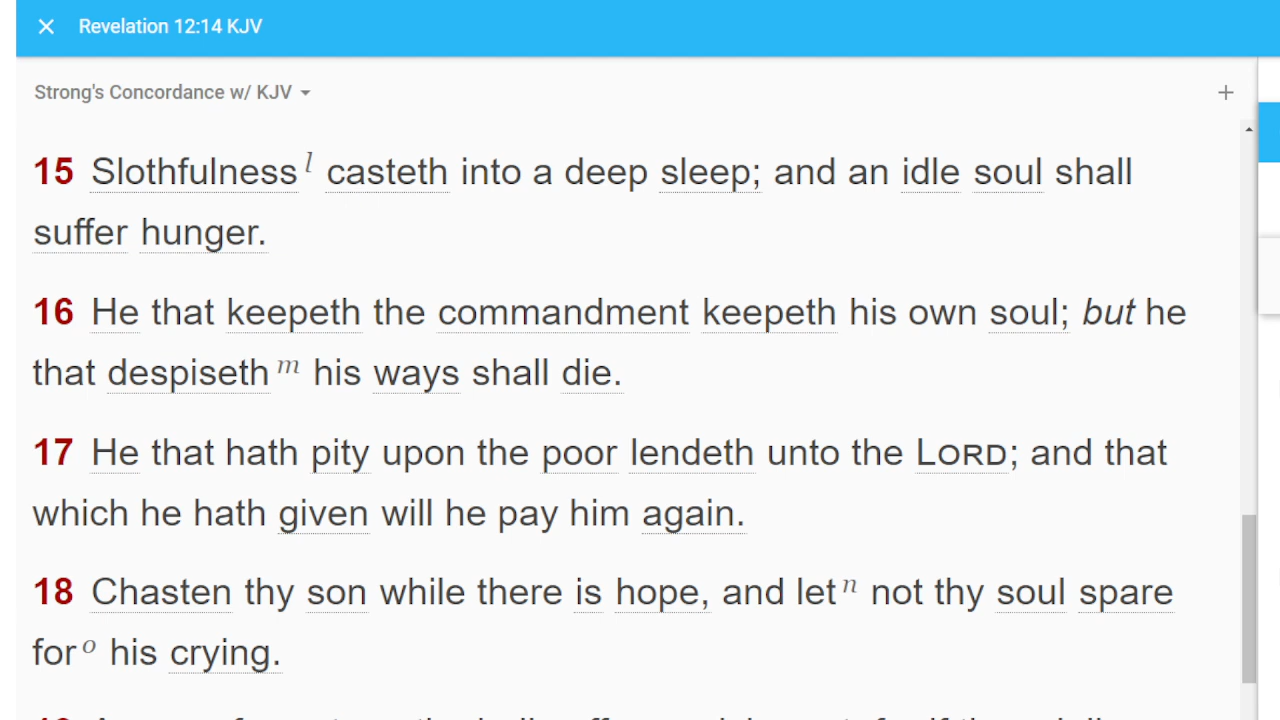 Revelation 12:14 KJV
Strong's Concordance w/ KJV
15 Slothfulness l casteth into a deep sleep; and an idle soul shall
suffer hunger.
16 He that keepeth the commandment keepeth his own soul; but he
that despiseth m his ways shall die.
17 He that hath pity upon the poor lendeth unto the LORD; and that
which he hath given will he pay him again.
18 Chasten thy son while there is hope, and let n not thy soul spare
for o his crying.